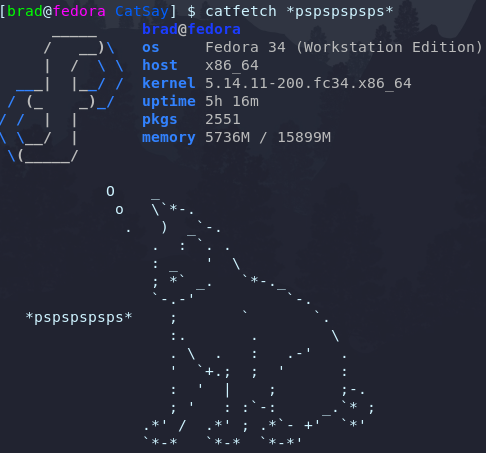 [brad@fedora CatSay] $ catfetch *pspspspsps*
brad@fedora
os Fedora 34 (Workstation Edition)
host x86_64
kernel 5.14.11-200.fc34.x86_64
uptime 5h 16m
pkgs 2551
memory 5736M / 15899M
*pspspspsps*